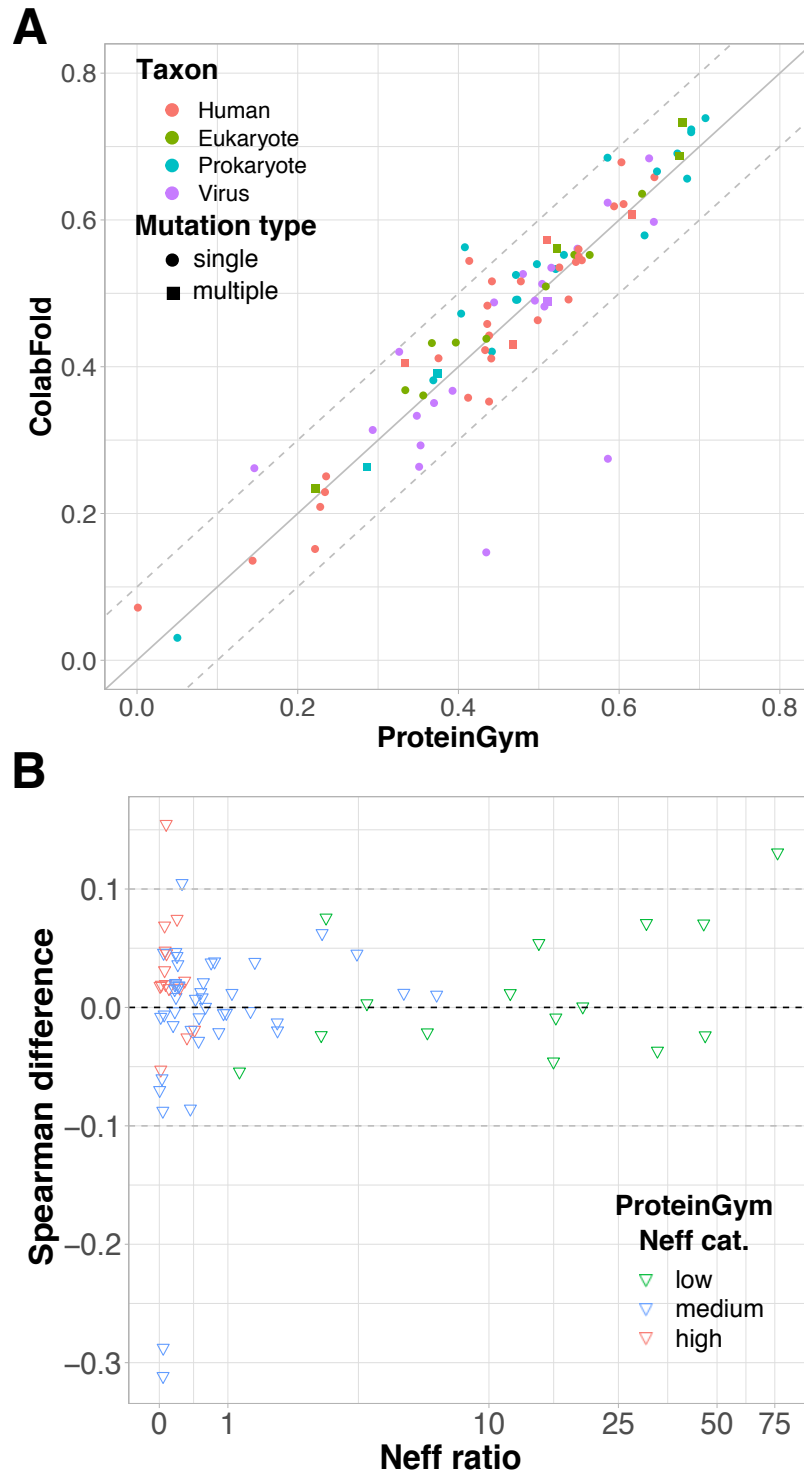 A
Taxon
Human
Eukaryote
Prokaryote
Virus
Mutation type
single
multiple
0.8
0.6
0.4
0.2
0.0
ColabFold
0.0 0.2 0.4 0.6 0.8
ProteinGym
B
0.1
0.0
−0.1
−0.2
−0.3
Spearman difference
ProteinGym
Neff cat.
low
medium
high
0 1 10 25 50 75
Neff ratio